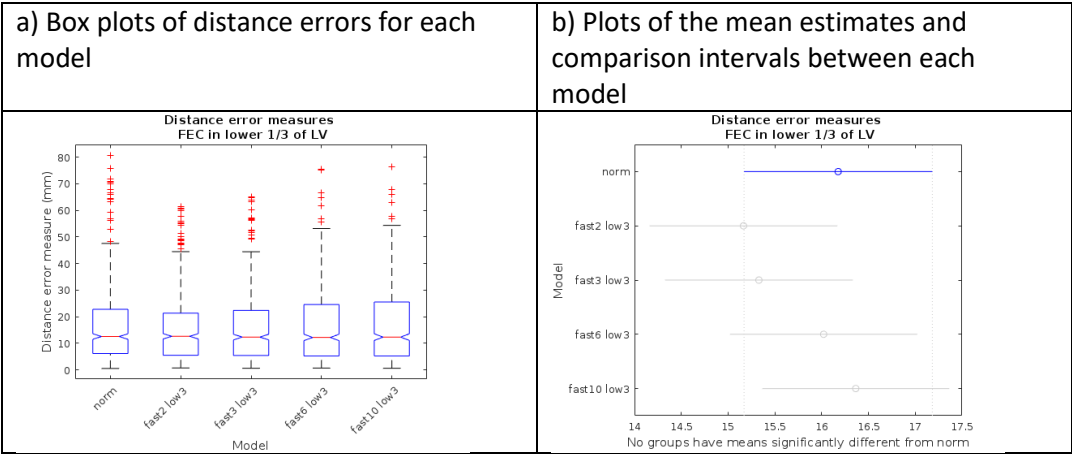 a) Box plots of distance errors for each
model
b) Plots of the mean estimates and
comparison intervals between each
model
Distance error measures
FEC in lower 1/3 of LV
Distance error measure (mm)
80
70
60
50
40
30
20
10
0
norm
fast2 low3
fast3 low3
fast6 low3
fast10 low3
Model
Distance error measures
FEC in lower 1/3 of LV
Model
norm
fast2 low3
fast3 low3
fast6 low3
fast10 low3
14 14.5 15 15.5 16 16.5 17 17.5
No groups have means significantly different from norm